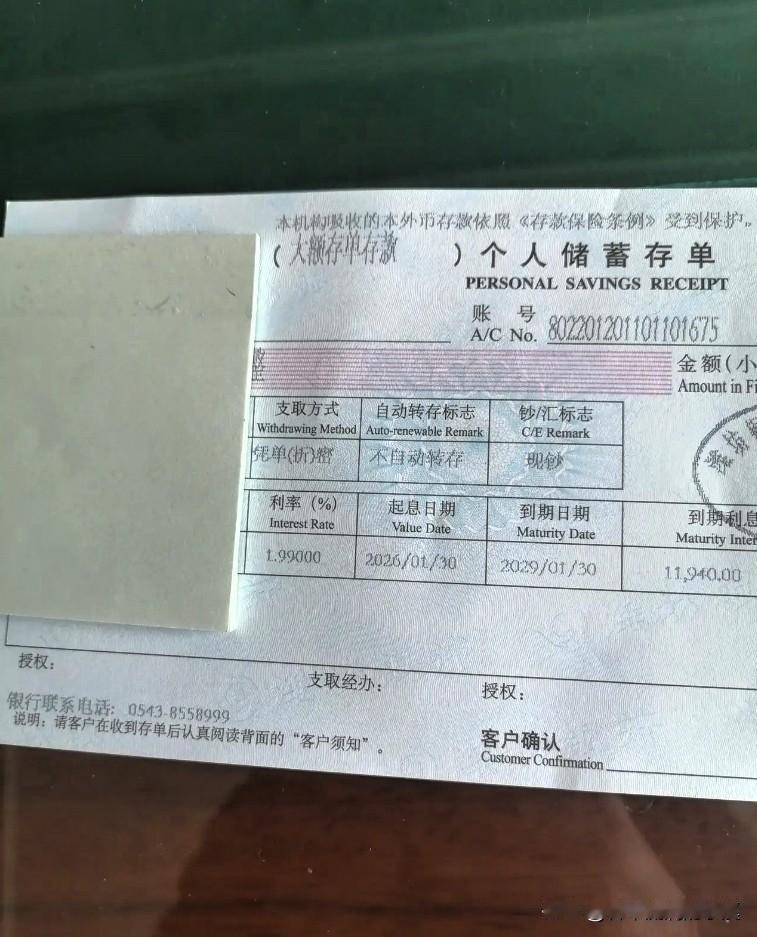 本机构吸收的本外币存款依照《存款保险条例》受到保护。
(大额存单存款 )个人储蓄存单
PERSONAL SAVINGS RECEIPT
账 号
A/C No. 802201201101101675
金额(小
Amount in Fi
支取方式 自动转存标志 钞/汇标志
Withdrawing Method Auto-renewable Remark C/E Remark
凭单(折)密 不自动转存 现钞
利率(%) 起息日期 到期日期 到期利息
Interest Rate Value Date Maturity Date Maturity Inter
1.99000 2026/01/30 2029/01/30 11,940.00
授权: 支取经办: 授权:
银行联系电话: 0543-8558999
说明:请客户在收到存单后认真阅读背面的“客户须知”。
客户确认
Customer Confirmation